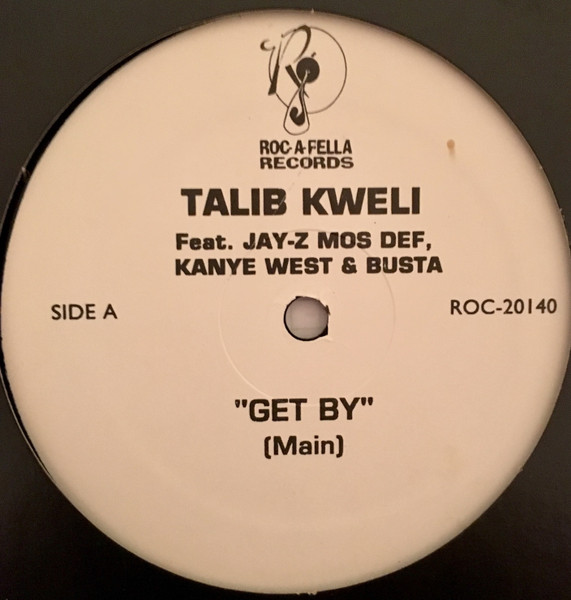 ROC-A-FELLA
RECORDS
TALIB KWELI
Feat. JAY-Z MOS DEF,
KANYE WEST & BUSTA
SIDE A
ROC-20140
"GET BY"
(Main)